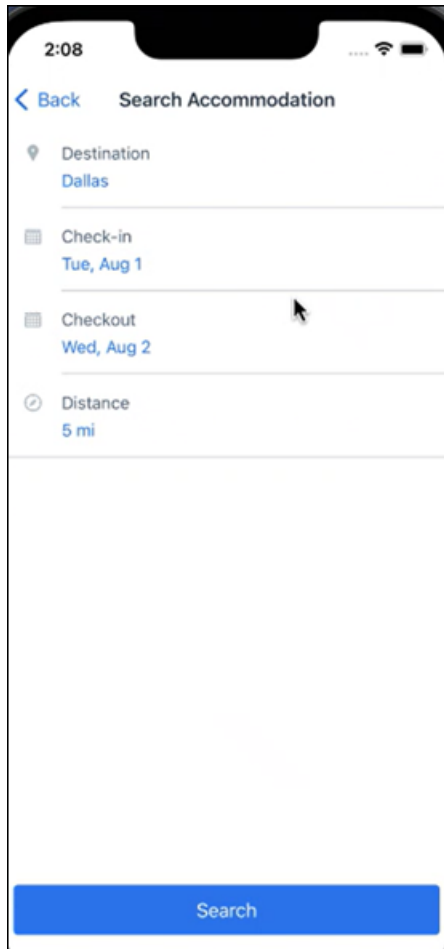 2:08
Back
Search Accommodation
Destination
Dallas
Check-in
Tue, Aug 1
Checkout
Wed, Aug 2
Distance
5 mi
Search